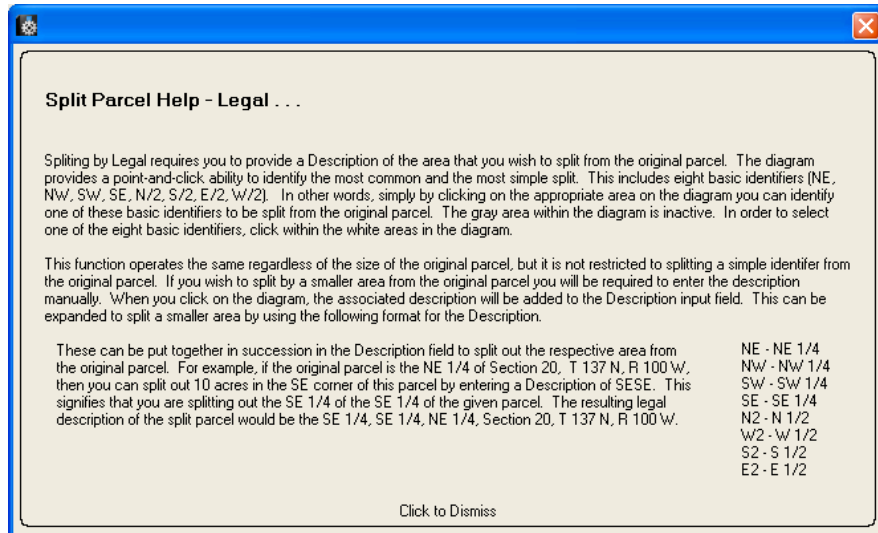 Split Parcel Help - Legal . . .
Spliting by Legal requires you to provide a Description of the area that you wish to split from the original parcel. The diagram
provides a point-and-click ability to identify the most common and the most simple split. This includes eight basic identifiers (NE,
NW, SW, SE, N/2, S/2, E/2, W/2). In other words, simply by clicking on the appropriate area on the diagram you can identify
one of these basic identifiers to be split from the original parcel. The gray area within the diagram is inactive. In order to select
one of the eight basic identifiers, click within the white areas in the diagram.
This function operates the same regardless of the size of the original parcel, but it is not restricted to splitting a simple identifer from
the original parcel. If you wish to split by a smaller area from the original parcel you will be required to enter the description
manually. When you click on the diagram, the associated description will be added to the Description input field. This can be
expanded to split a smaller area by using the following format for the Description.
These can be put together in succession in the Description field to split out the respective area from
the original parcel. For example, if the original parcel is the NE 1/4 of Section 20, T 137 N, R 100 W,
then you can split out 10 acres in the SE corner of this parcel by entering a Description of SESE. This
signifies that you are splitting out the SE 1/4 of the SE 1/4 of the given parcel. The resulting legal
description of the split parcel would be the SE 1/4, SE 1/4, NE 1/4, Section 20, T 137 N, R 100 W.
NE - NE 1/4
NW - NW 1/4
SW - SW 1/4
SE - SE 1/4
N2 - N 1/2
W2 - W 1/2
S2 - S 1/2
E2 - E 1/2
Click to Dismiss